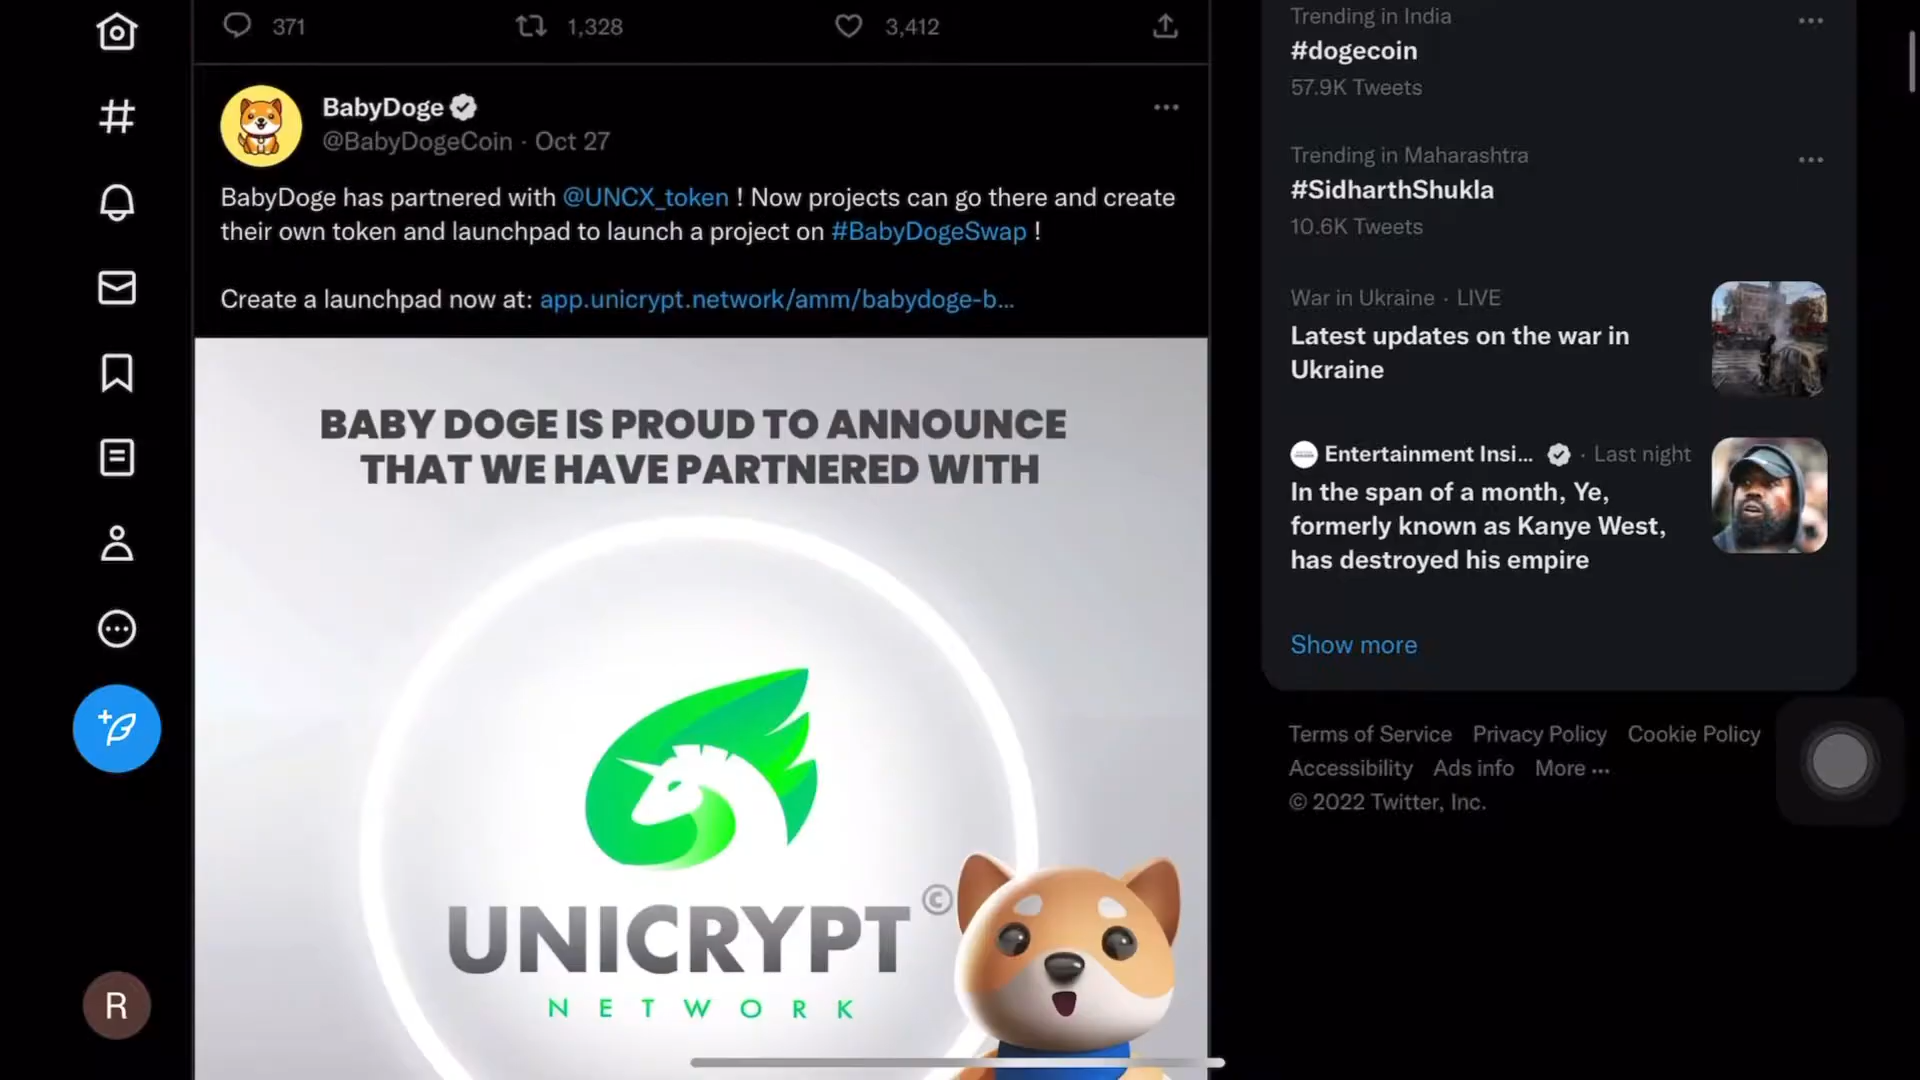 371 1,328 3,412
BabyDoge
@BabyDogeCoin · Oct 27
BabyDoge has partnered with @UNCX_token ! Now projects can go there and create
their own token and launchpad to launch a project on #BabyDogeSwap !
Create a launchpad now at: app.unicrypt.network/amm/babydoge-b...
BABY DOGE IS PROUD TO ANNOUNCE
THAT WE HAVE PARTNERED WITH
UNICRYPT ©
NETWORK
R
Trending in India
#dogecoin
57.9K Tweets
Trending in Maharashtra
#SidharthShukla
10.6K Tweets
War in Ukraine · LIVE
Latest updates on the war in
Ukraine
Entertainment Insi... · Last night
In the span of a month, Ye,
formerly known as Kanye West,
has destroyed his empire
Show more
Terms of Service Privacy Policy Cookie Policy
Accessibility Ads info More ...
© 2022 Twitter, Inc.